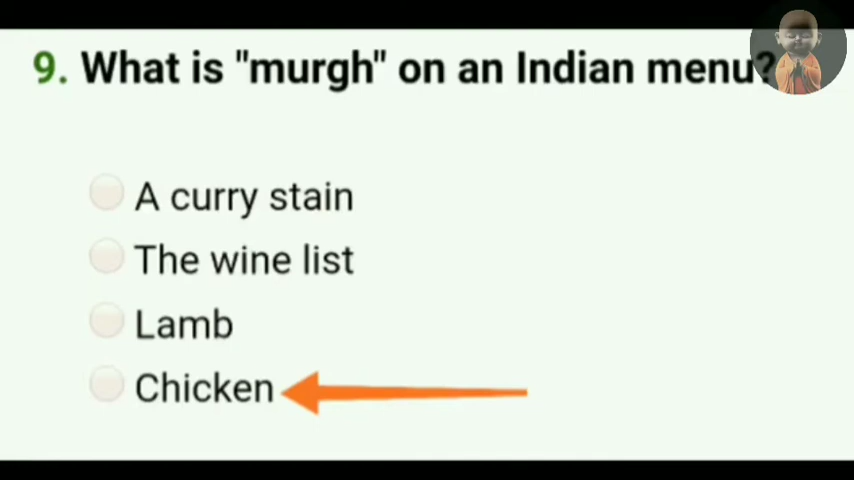 9. What is "murgh" on an Indian menu?
A curry stain
The wine list
Lamb
Chicken